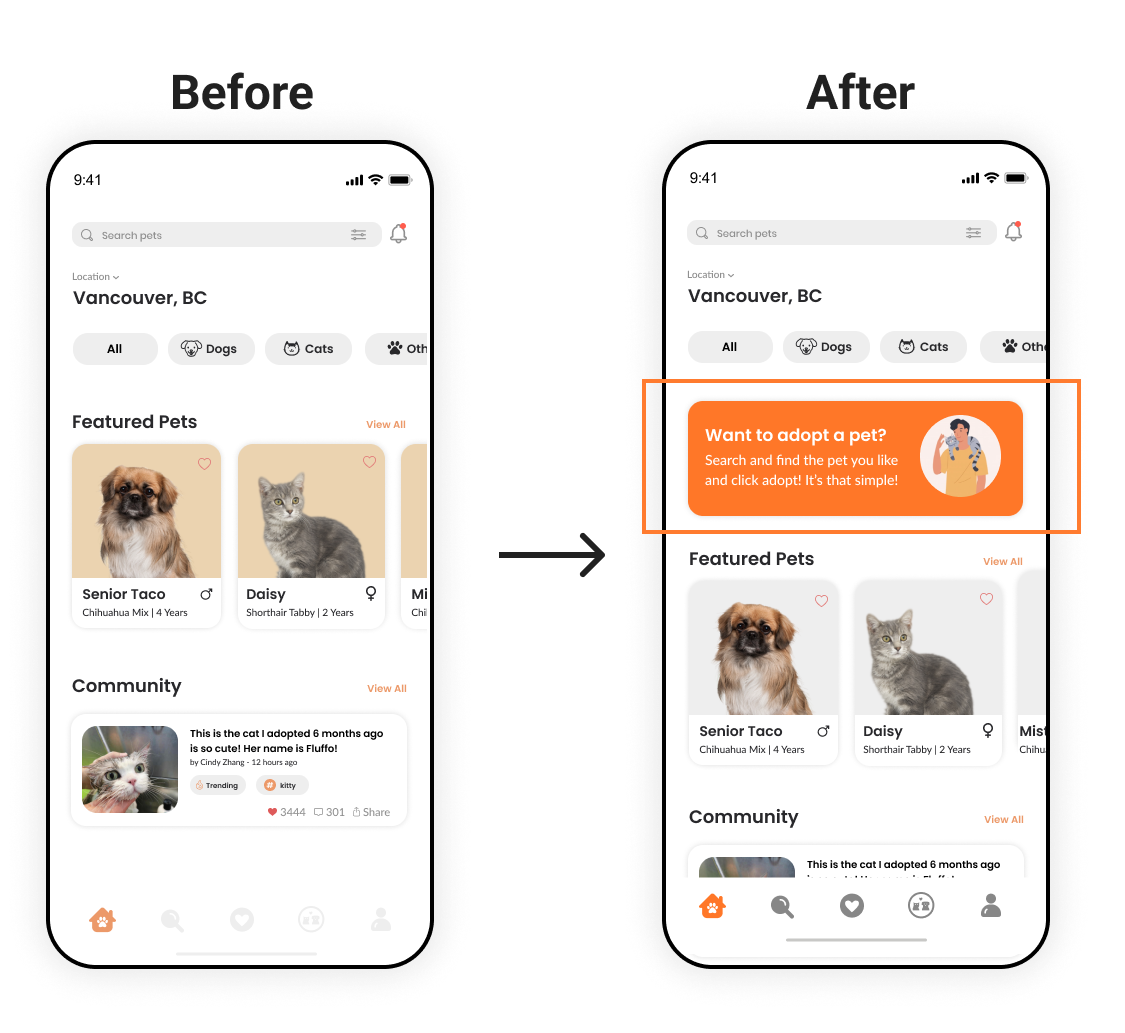 Before
9:41
Search pets
Location
Vancouver, BC
All Dogs Cats Oth
Featured Pets View All
Senior Taco
Chihuahua Mix | 4 Years
Daisy
Shorthair Tabby | 2 Years
Mi
Chi
Community View All
This is the cat I adopted 6 months ago
is so cute! Her name is Fluffo!
by Cindy Zhang - 12 hours ago
Trending # kitty
3444 301 Share
After
9:41
Search pets
Location
Vancouver, BC
All Dogs Cats Othe
Want to adopt a pet?
Search and find the pet you like
and click adopt! It's that simple!
Featured Pets View All
Senior Taco
Chihuahua Mix | 4 Years
Daisy
Shorthair Tabby | 2 Years
Mist
Chihu
Community View All
This is the cat I adopted 6 months ago